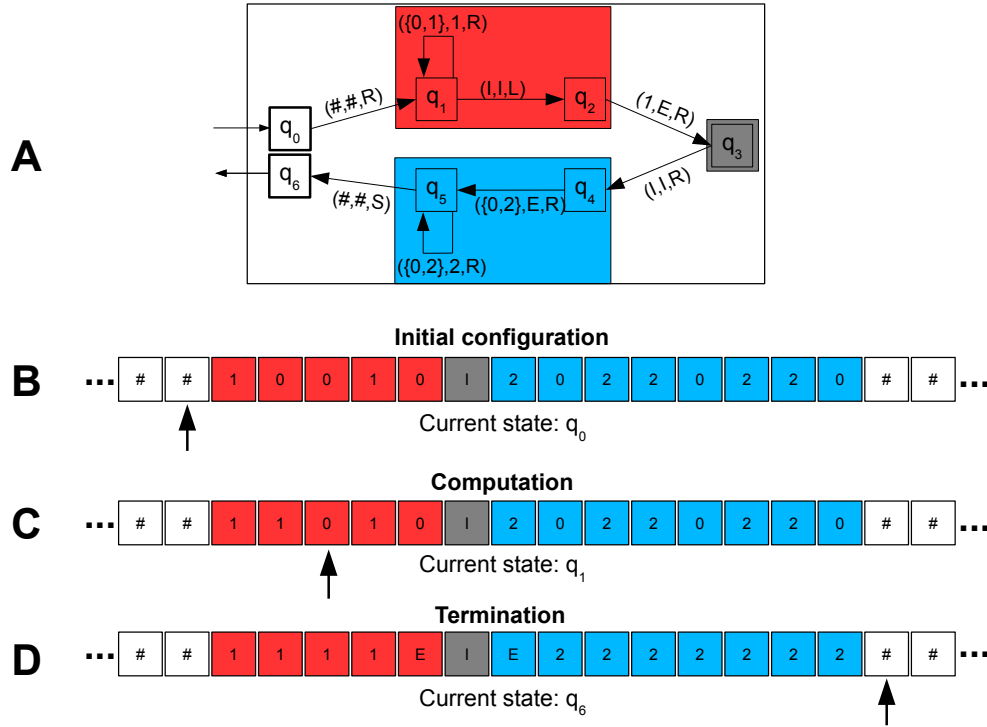 A
({0,1},1,R)
(#,#,R)
q1
(I,I,L)
q2
(1,E,R)
q0
q3
q6
(#,#,S)
q5
({0,2},E,R)
q4
(I,I,R)
({0,2},2,R)
Initial configuration
B
... # # 1 0 0 1 0 I 2 0 2 2 0 2 2 0 # # ...
Current state: q0
Computation
C
... # # 1 1 0 1 0 I 2 0 2 2 0 2 2 0 # # ...
Current state: q1
Termination
D
... # # 1 1 1 1 E I E 2 2 2 2 2 2 2 # # ...
Current state: q6